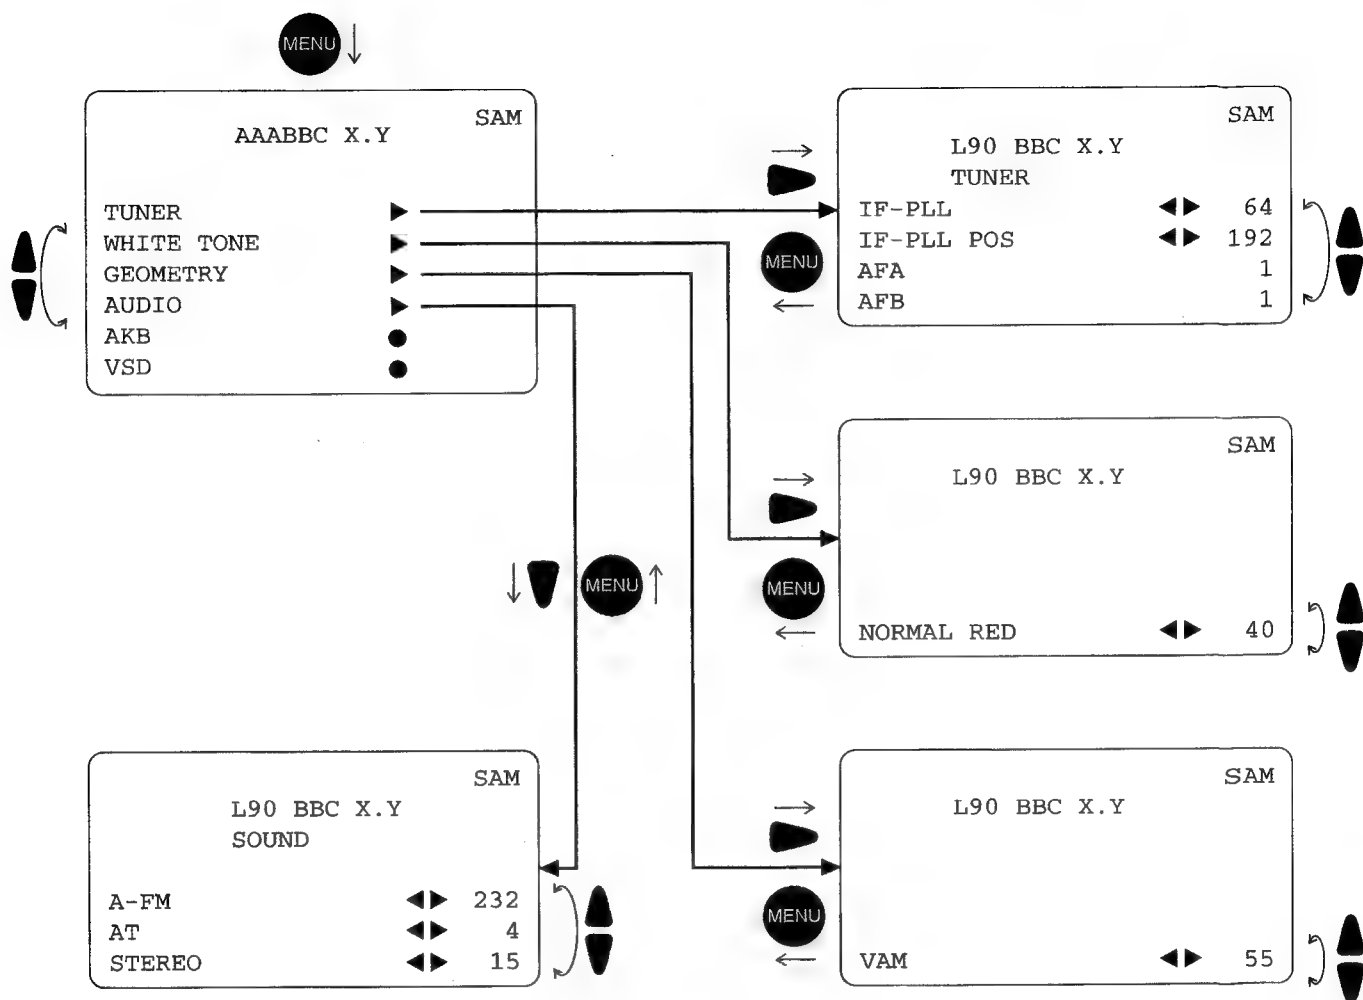 MENU
SAM
AAABBC X.Y
TUNER
WHITE TONE
GEOMETRY
AUDIO
AKB
VSD
SAM
L90 BBC X.Y
TUNER
IF-PLL 64
IF-PLL POS 192
AFA 1
AFB 1
MENU
SAM
L90 BBC X.Y
NORMAL RED 40
MENU
MENU
SAM
L90 BBC X.Y
SOUND
A-FM 232
AT 4
STEREO 15
SAM
L90 BBC X.Y
VAM 55
MENU